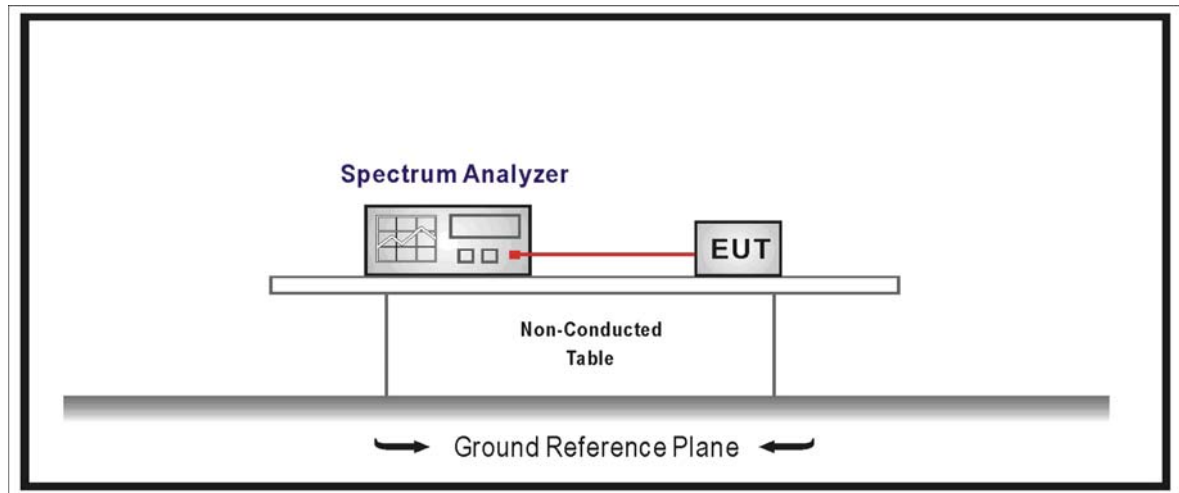 Spectrum Analyzer
EUT
Non-Conducted
Table
Ground Reference Plane